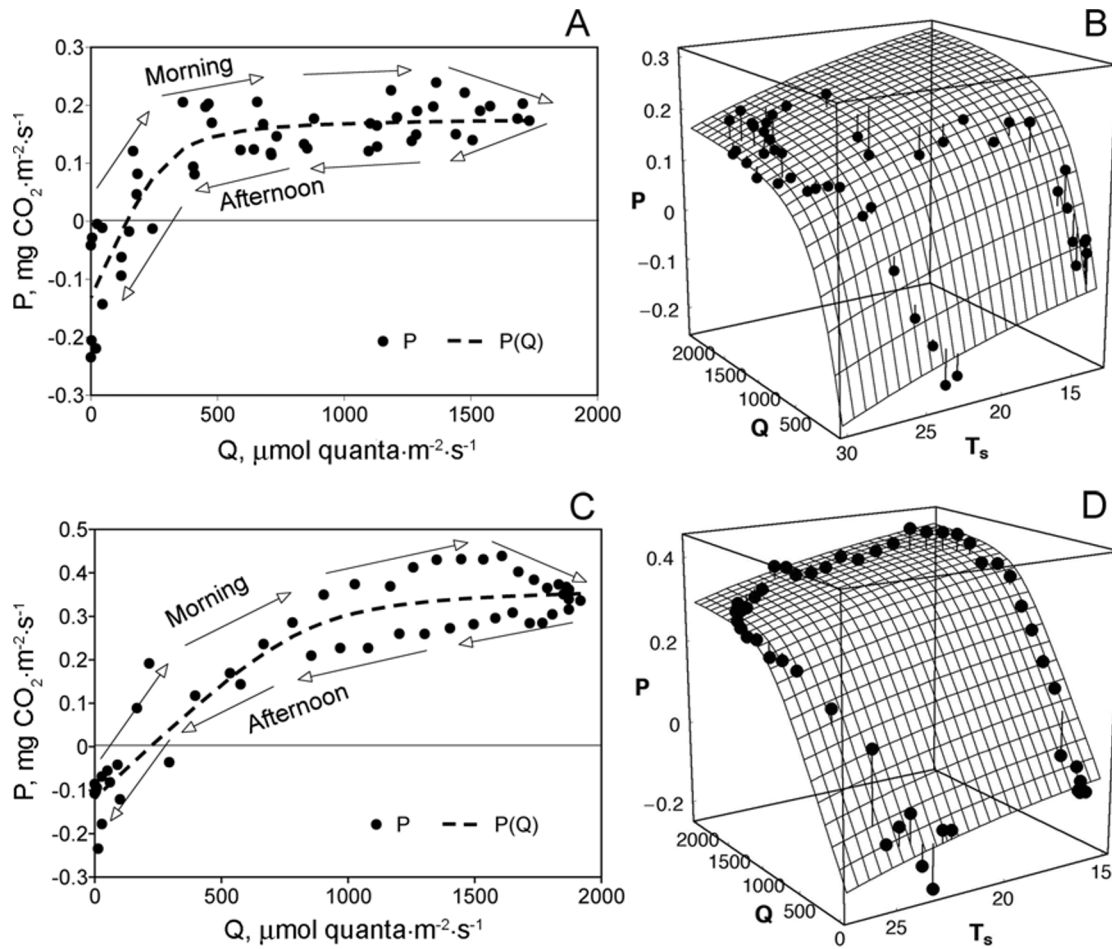 A
0.3
0.2
0.1
0
-0.1
-0.2
-0.3
P, mg CO₂·m⁻²·s⁻¹
Morning
Afternoon
P
P(Q)
0 500 1000 1500 2000
Q, μmol quanta·m⁻²·s⁻¹
B
0.3
0.2
0.1
0
−0.1
−0.2
P
2000
1500
1000
500
Q
30 25 20 15
Tₛ
C
0.5
0.4
0.3
0.2
0.1
0
-0.1
-0.2
-0.3
P, mg CO₂·m⁻²·s⁻¹
Morning
Afternoon
P
P(Q)
0 500 1000 1500 2000
Q, μmol quanta·m⁻²·s⁻¹
D
0.4
0.2
0
−0.2
P
2000
1500
1000
500
0
Q
25 20 15
Tₛ